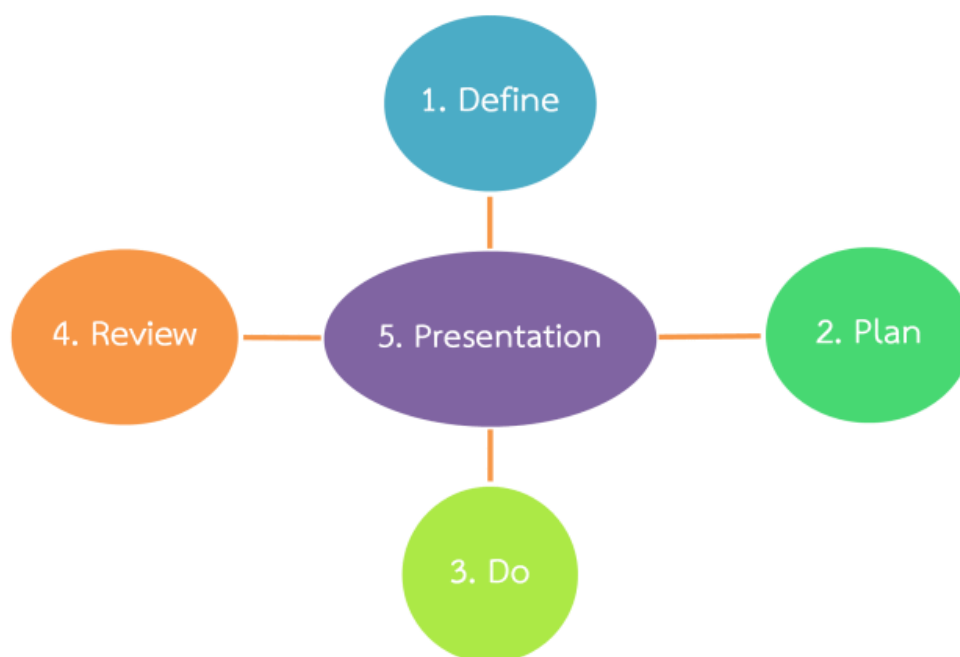 1. Define
2. Plan
3. Do
4. Review
5. Presentation